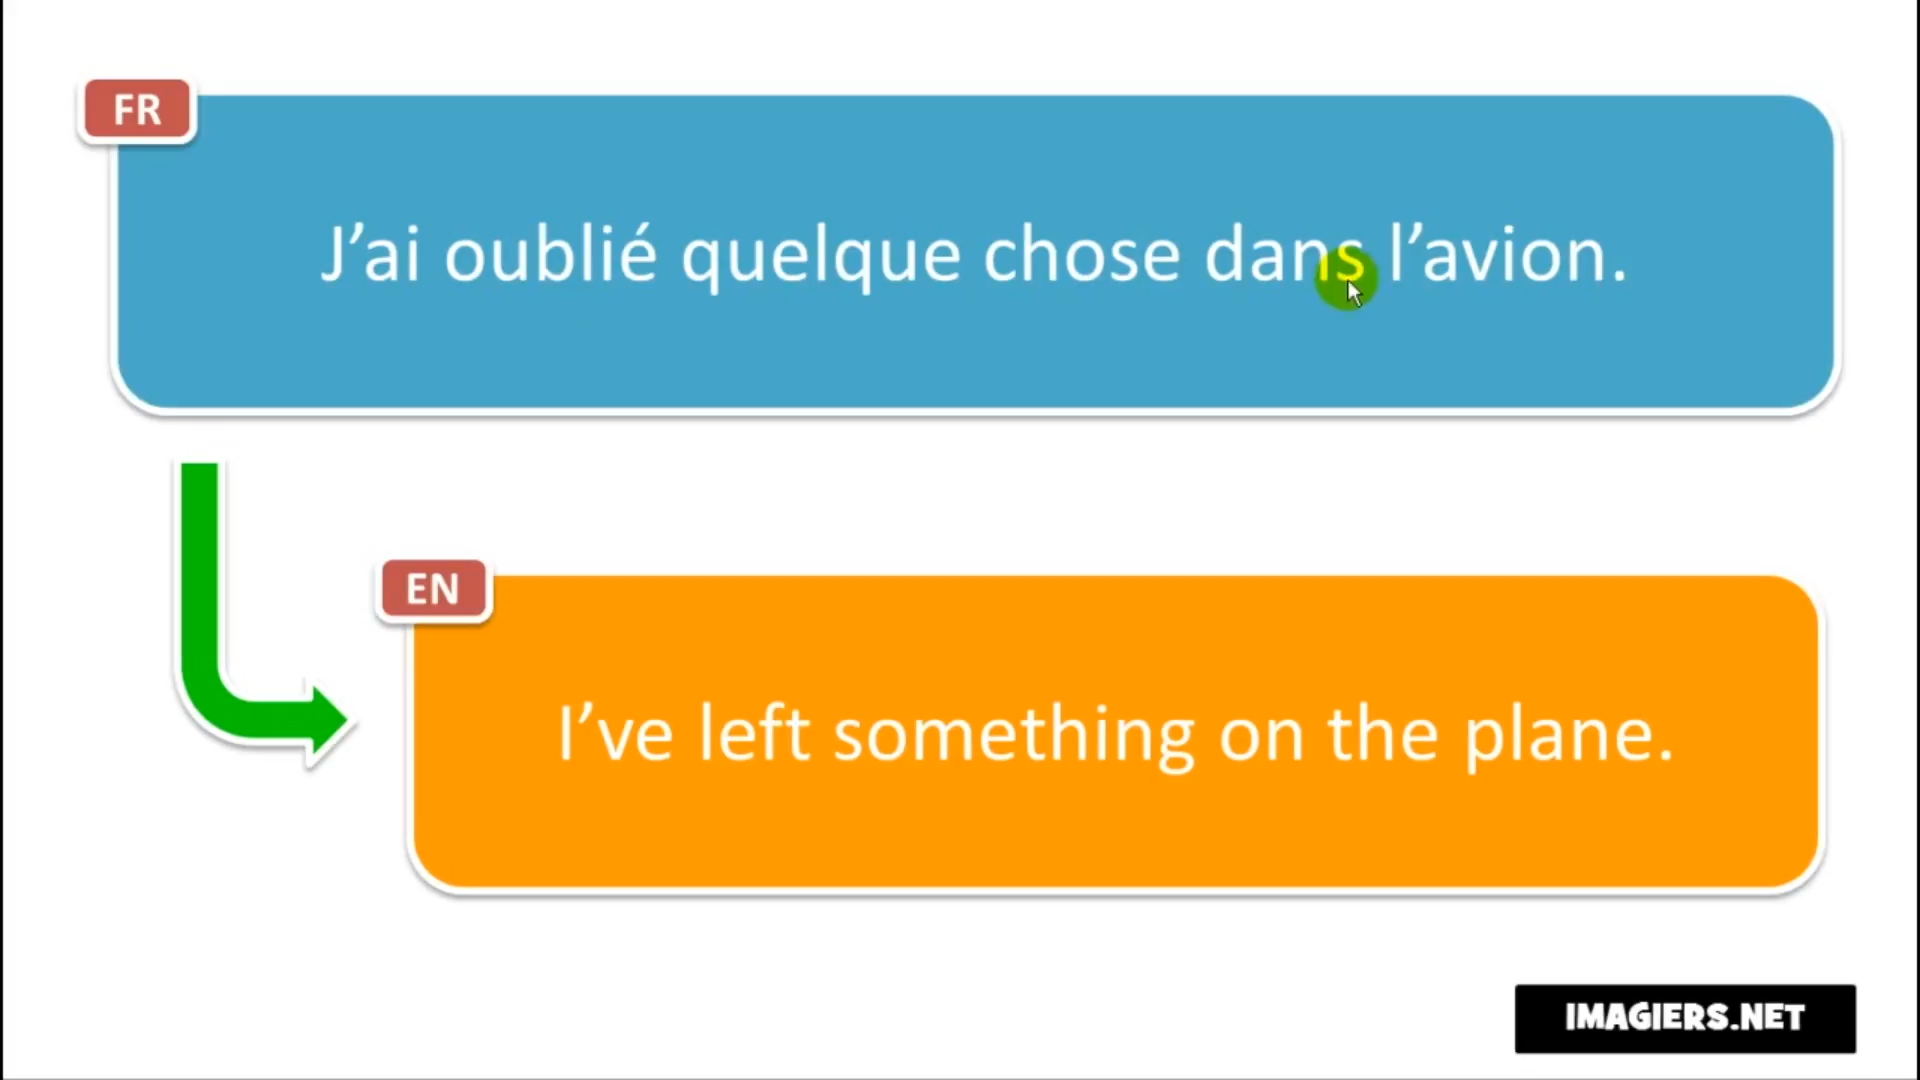 FR
J’ai oublié quelque chose dans l’avion.
EN
I’ve left something on the plane.
IMAGIERS.NET